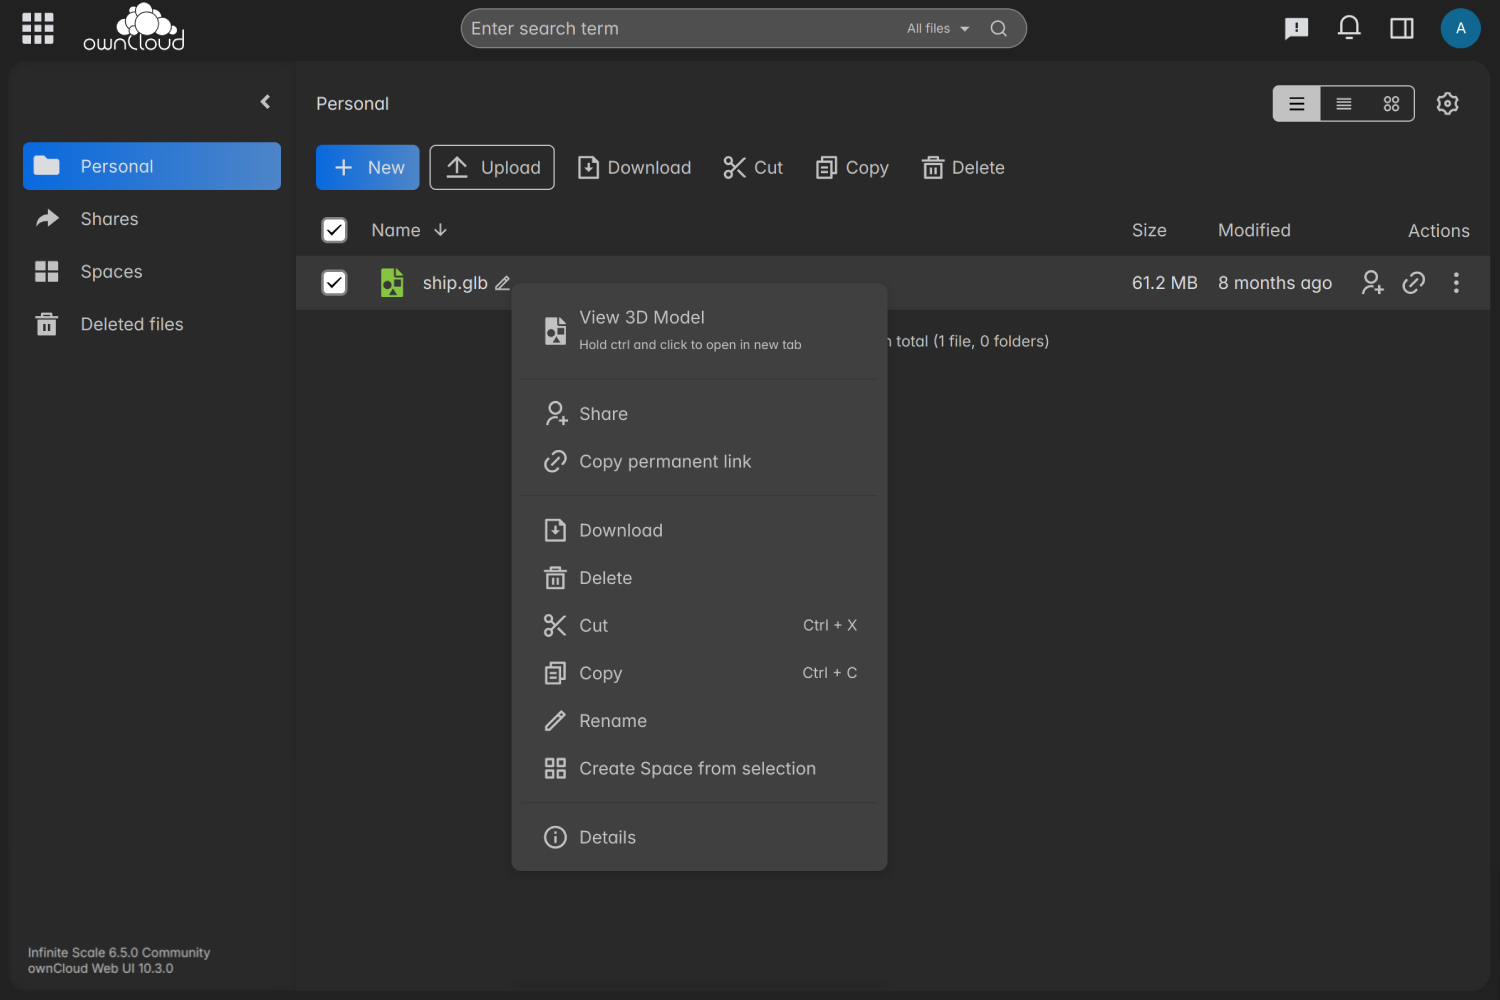 ownCloud
Enter search term
All files
A
Personal
Personal
Shares
Spaces
Deleted files
New
Upload
Download
Cut
Copy
Delete
Name
Size
Modified
Actions
ship.glb
61.2 MB
8 months ago
total (1 file, 0 folders)
View 3D Model
Hold ctrl and click to open in new tab
Share
Copy permanent link
Download
Delete
Cut
Ctrl + X
Copy
Ctrl + C
Rename
Create Space from selection
Details
Infinite Scale 6.5.0 Community
ownCloud Web UI 10.3.0